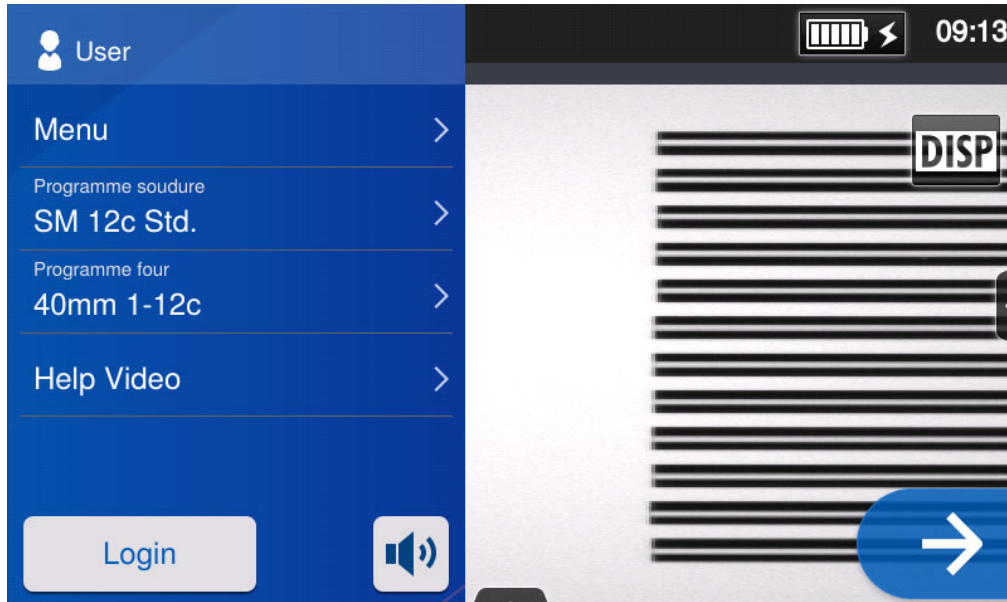 User
09:13
Menu
DISP
Programme soudure
SM 12c Std.
Programme four
40mm 1-12c
Help Video
Login